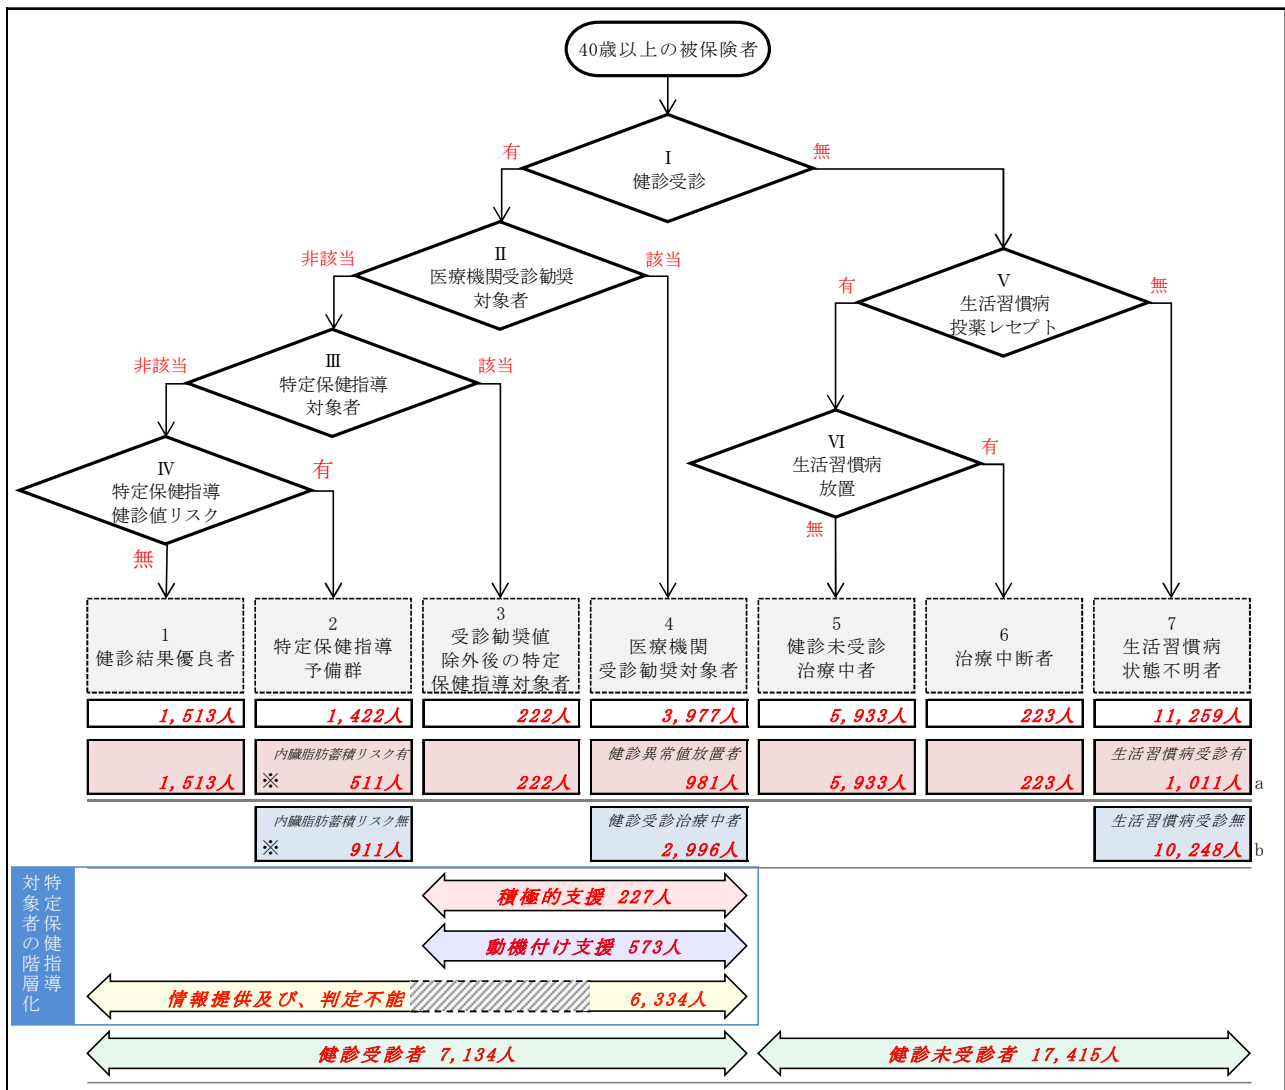 40歳以上の被保険者
Ⅰ
健診受診
有
無
Ⅱ
医療機関受診勧奨
対象者
非該当
該当
Ⅴ
生活習慣病
投薬レセプト
有
無
Ⅲ
特定保健指導
対象者
非該当
該当
Ⅳ
特定保健指導
健診値リスク
有
無
Ⅵ
生活習慣病
放置
有
無
1
健診結果優良者
2
特定保健指導
予備群
3
受診勧奨値
除外後の特定
保健指導対象者
4
医療機関
受診勧奨対象者
5
健診未受診
治療中者
6
治療中断者
7
生活習慣病
状態不明者
1,513人
1,422人
222人
3,977人
5,933人
223人
11,259人
1,513人
内臓脂肪蓄積リスク有
※ 511人
222人
健診異常値放置者
981人
5,933人
223人
生活習慣病受診有
1,011人
a
内臓脂肪蓄積リスク無
※ 911人
健診受診治療中者
2,996人
生活習慣病受診無
10,248人
b
特定保健指導
対象者の階層化
積極的支援 227人
動機付け支援 573人
情報提供及び、判定不能 6,334人
健診受診者 7,134人
健診未受診者 17,415人